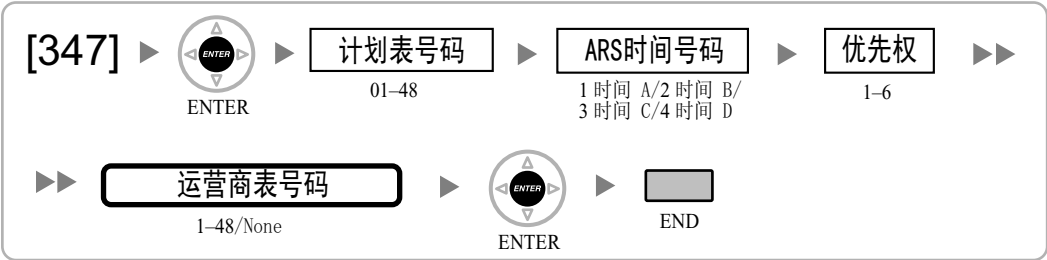 [347] ENTER 计划表号码 ARS时间号码 优先权
ENTER 01–48 1 时间 A/2 时间 B/ 1–6
3 时间 C/4 时间 D
运营商表号码 ENTER
1–48/None ENTER END